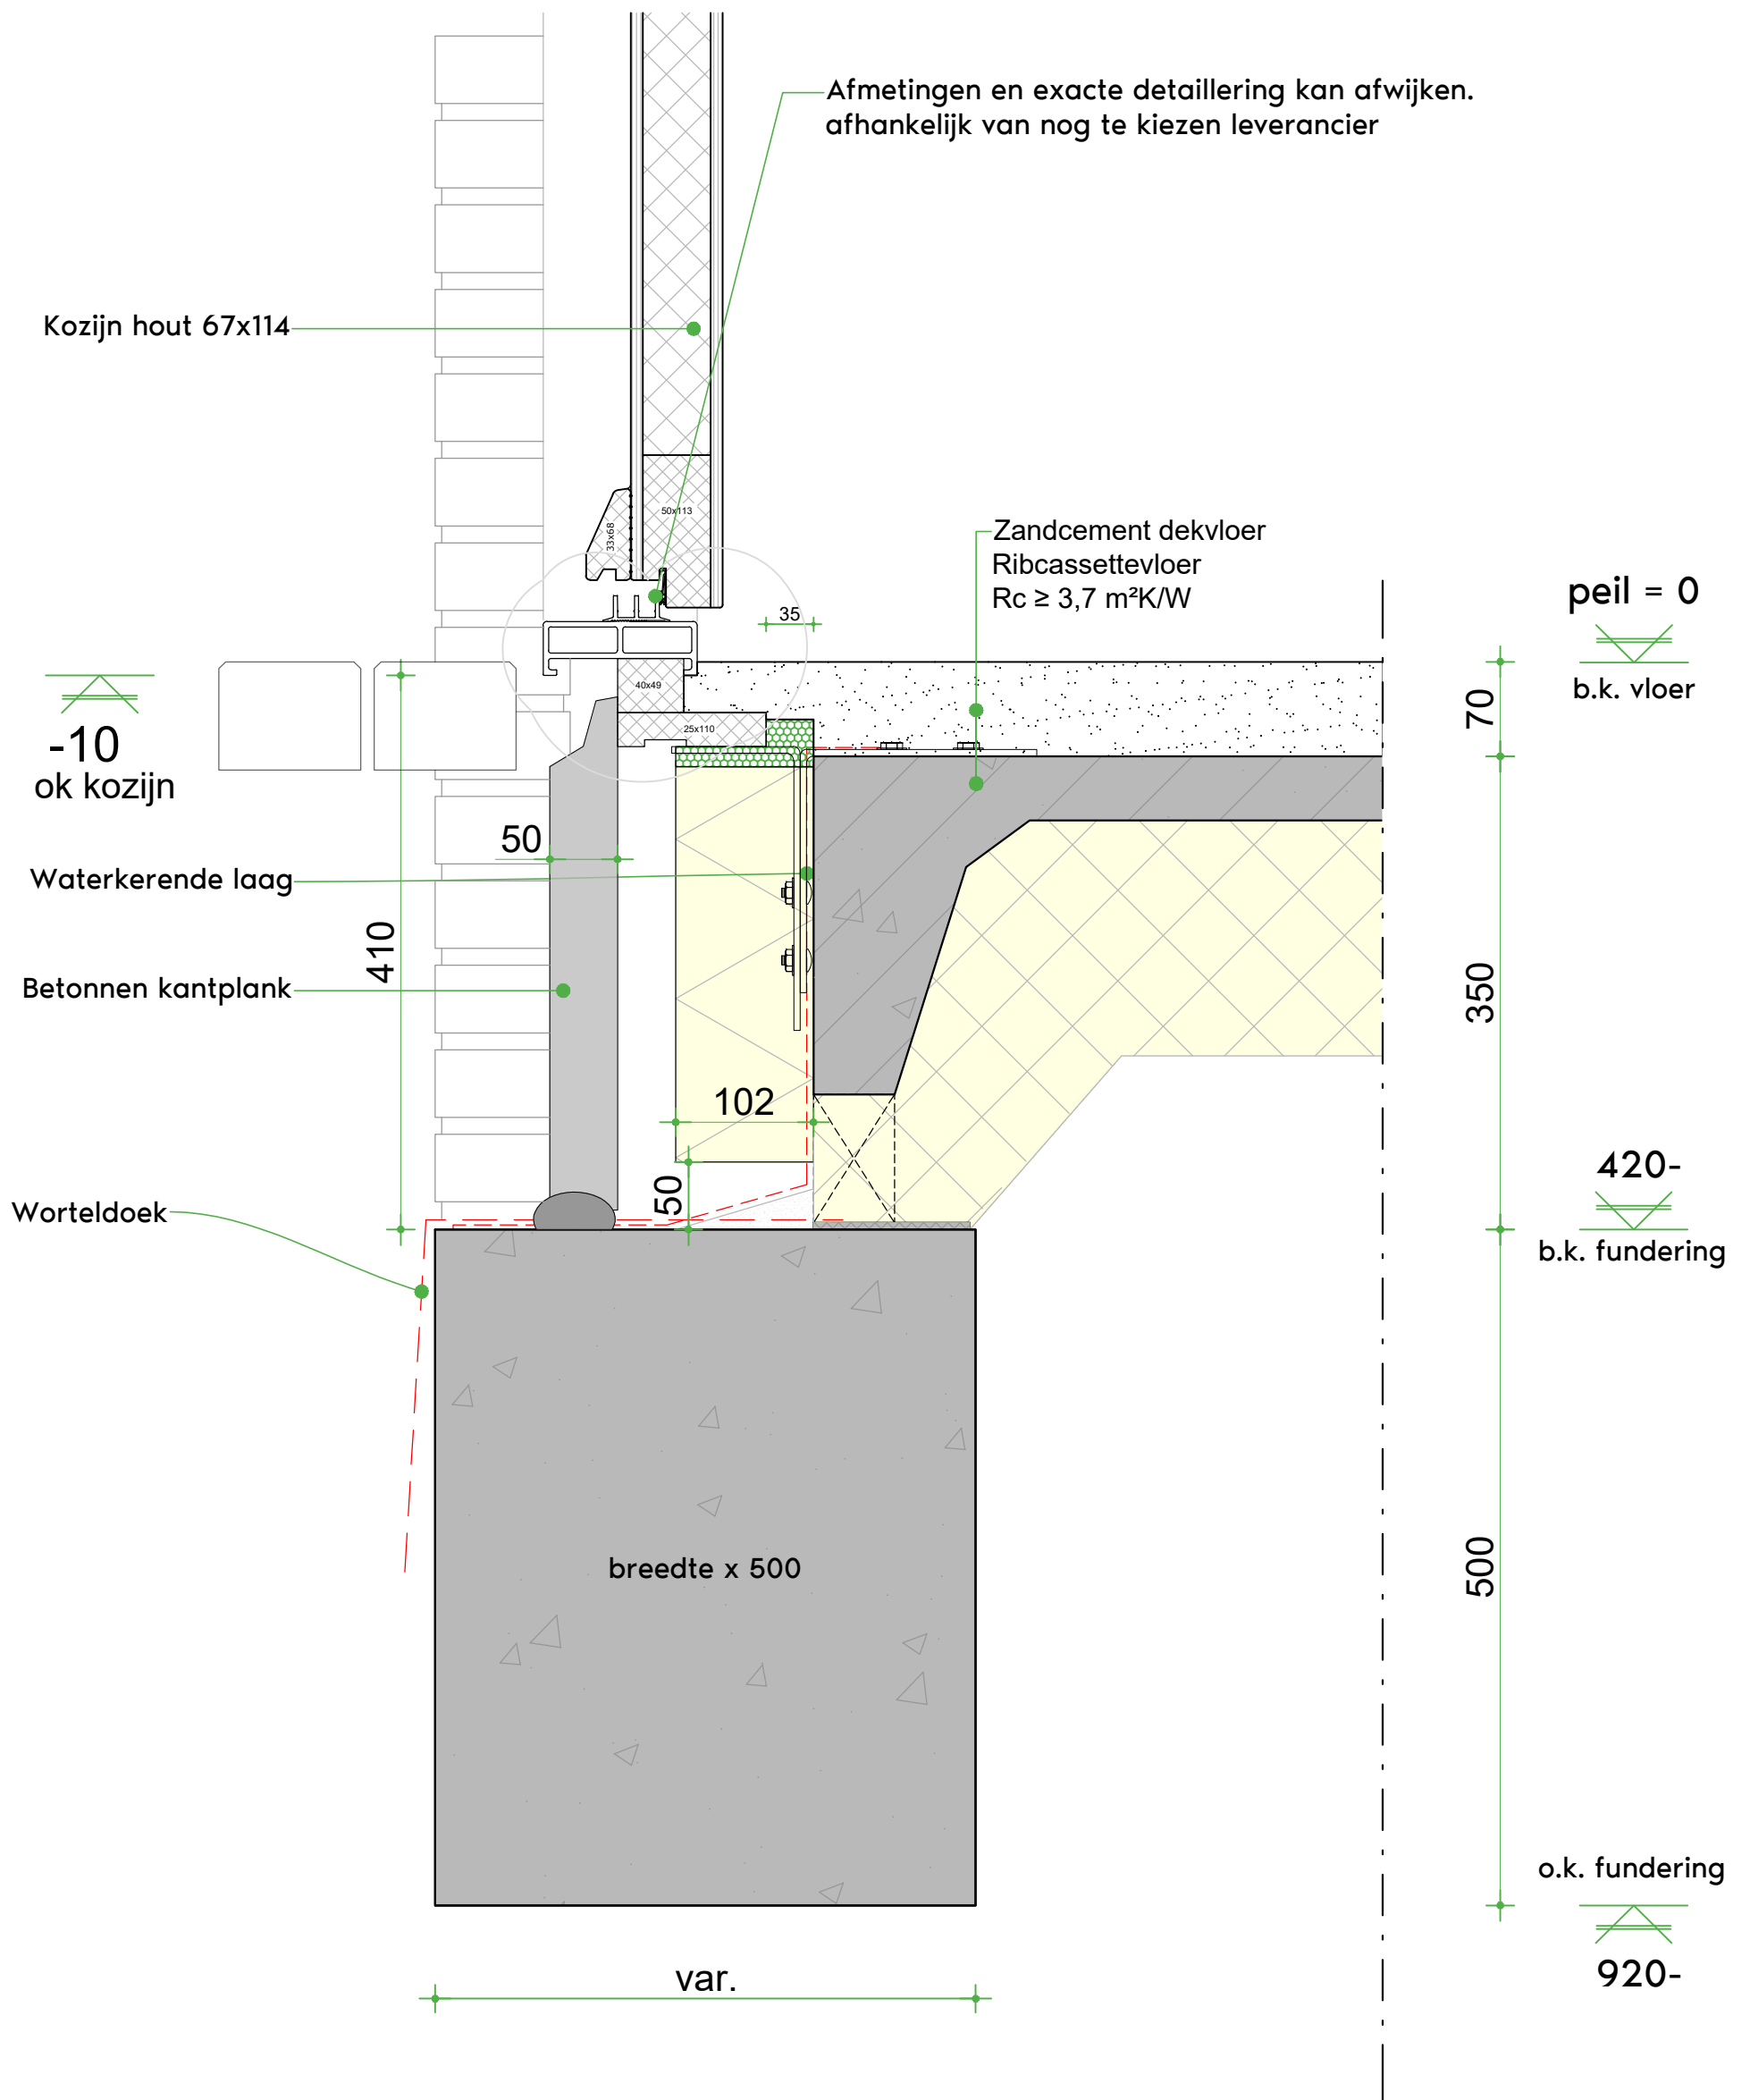 Afmetingen en exacte detaillering kan afwijken.
afhankelijk van nog te kiezen leverancier
Kozijn hout 67x114
50x113
33x68
Zandcement dekvloer
Ribcassettevloer
Rc ≥ 3,7 m²K/W
peil = 0
35
b.k. vloer
70
40x49
25x110
-10
ok kozijn
50
Waterkerende laag
410
Betonnen kantplank
350
102
50
420-
Worteldoek
b.k. fundering
breedte x 500
500
o.k. fundering
920-
var.